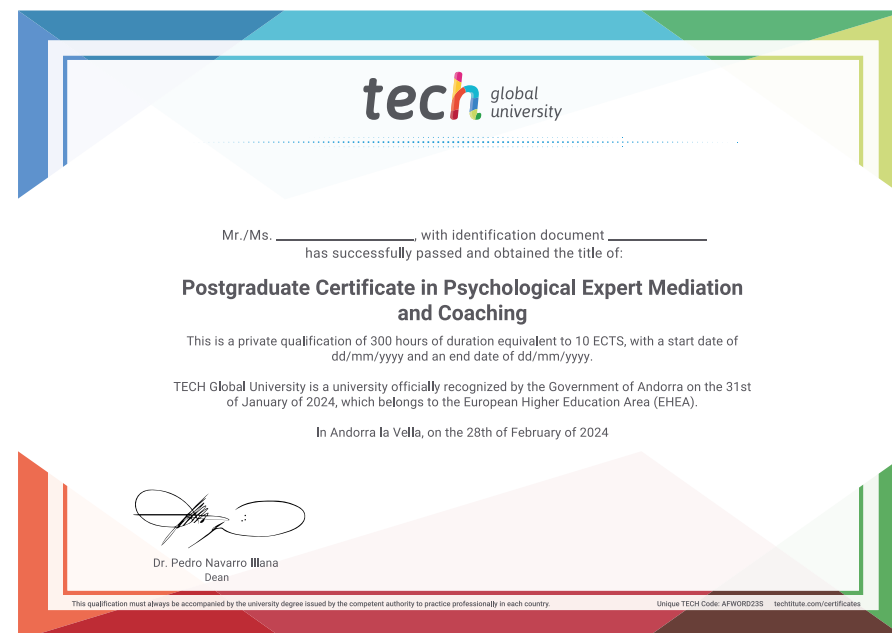 tech global university
Mr./Ms. ______________, with identification document __________
has successfully passed and obtained the title of:
Postgraduate Certificate in Psychological Expert Mediation
and Coaching
This is a private qualification of 300 hours of duration equivalent to 10 ECTS, with a start date of
dd/mm/yyyy and an end date of dd/mm/yyyy.
TECH Global University is a university officially recognized by the Government of Andorra on the 31st
of January of 2024, which belongs to the European Higher Education Area (EHEA).
In Andorra la Vella, on the 28th of February of 2024
Dr. Pedro Navarro Illana
Dean
This qualification must always be accompanied by the university degree issued by the competent authority to practice professionally in each country.
Unique TECH Code: AFWORD23S techtitute.com/certificates